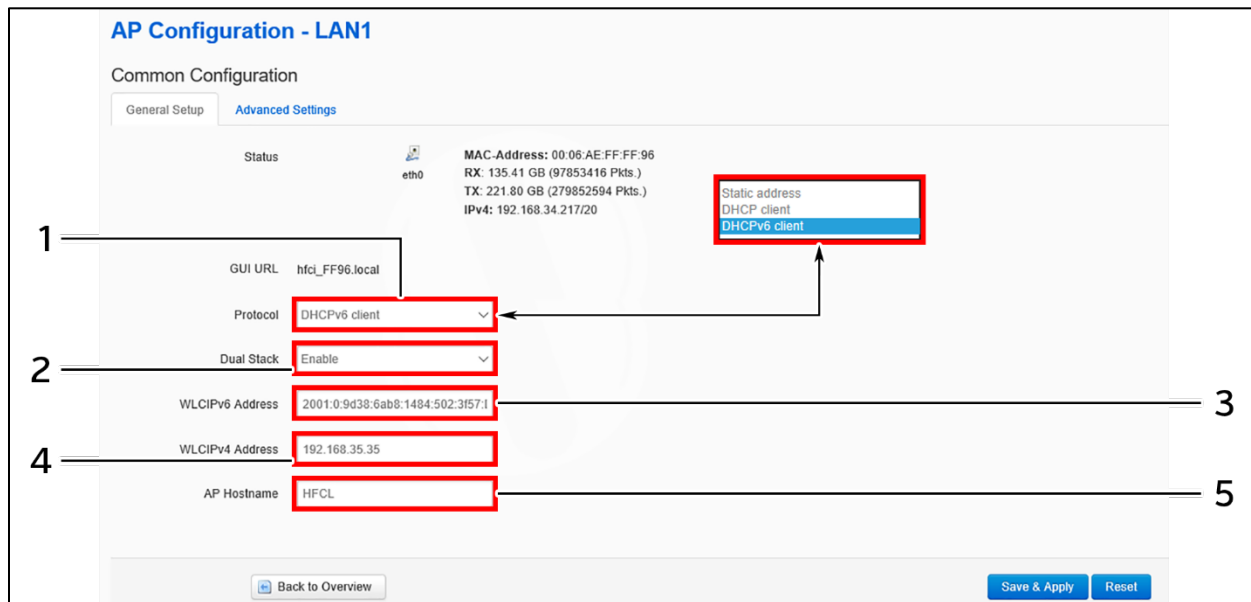 AP Configuration - LAN1
Common Configuration
General Setup
Advanced Settings
Status
eth0
MAC-Address: 00:06:AE:FF:FF:96
RX: 135.41 GB (97853416 Pkts.)
TX: 221.80 GB (279852594 Pkts.)
IPv4: 192.168.34.217/20
Static address
DHCP client
DHCPv6 client
1
GUI URL hfci_FF96.local
Protocol DHCPv6 client
2
Dual Stack Enable
WLCIPv6 Address 2001:0:9d38:6ab8:1484:502:3f57:
3
4
WLCIPv4 Address 192.168.35.35
AP Hostname HFCL
5
Back to Overview
Save & Apply
Reset